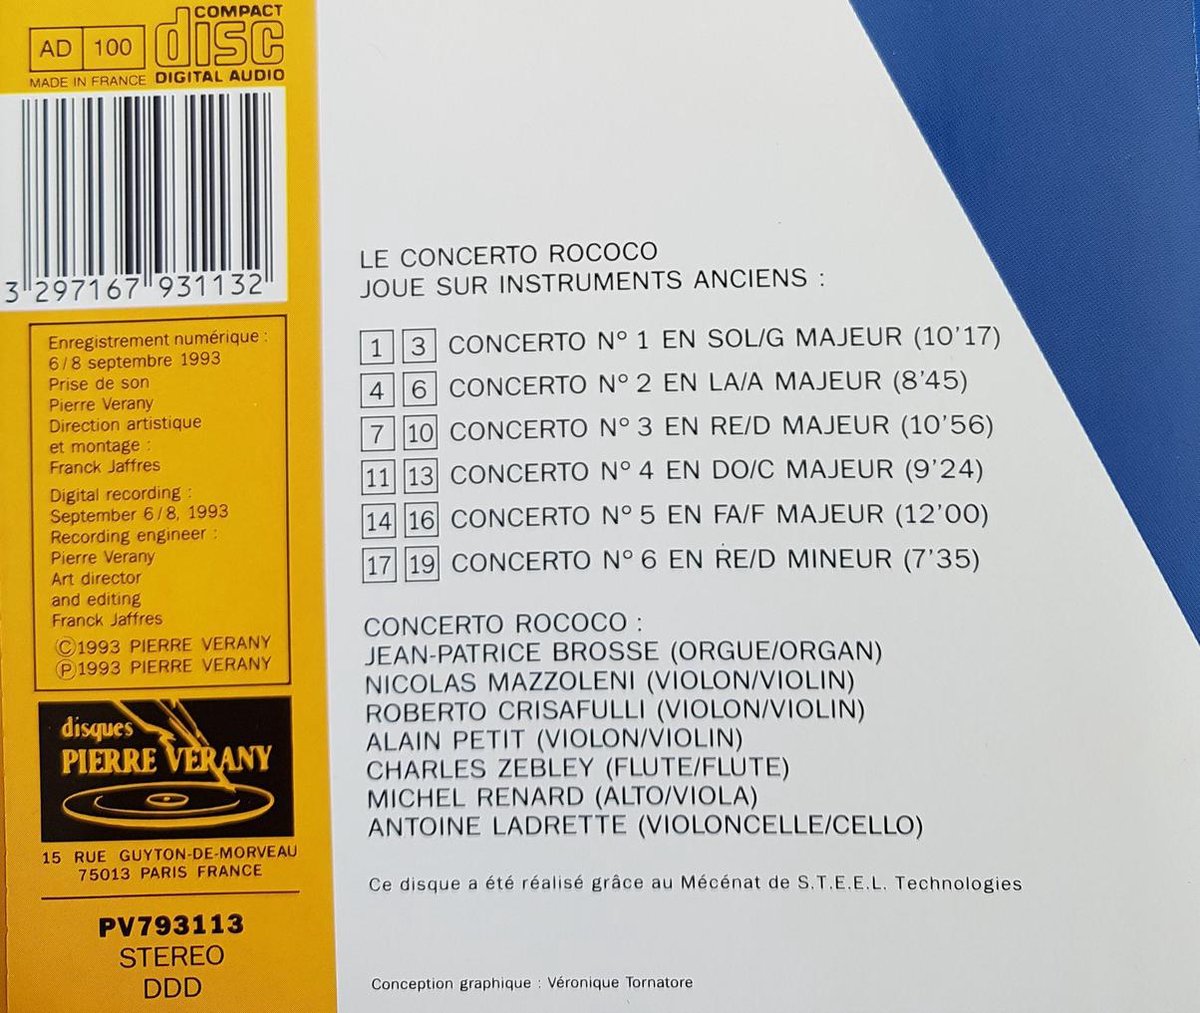 COMPACT
disc
DIGITAL AUDIO
AD 100
MADE IN FRANCE
3 297167 931132
Enregistrement numérique :
6/8 septembre 1993
Prise de son
Pierre Verany
Direction artistique
et montage :
Franck Jaffres
Digital recording :
September 6/8, 1993
Recording engineer :
Pierre Verany
Art director
and editing
Franck Jaffres
Ⓒ1993 PIERRE VERANY
Ⓟ1993 PIERRE VERANY
disques
PIERRE VERANY
15 RUE GUYTON-DE-MORVEAU
75013 PARIS FRANCE
PV793113
STEREO
DDD
LE CONCERTO ROCOCO
JOUE SUR INSTRUMENTS ANCIENS :
1 3 CONCERTO N° 1 EN SOL/G MAJEUR (10'17)
4 6 CONCERTO N° 2 EN LA/A MAJEUR (8'45)
7 10 CONCERTO N° 3 EN RE/D MAJEUR (10'56)
11 13 CONCERTO N° 4 EN DO/C MAJEUR (9'24)
14 16 CONCERTO N° 5 EN FA/F MAJEUR (12'00)
17 19 CONCERTO N° 6 EN RE/D MINEUR (7'35)
CONCERTO ROCOCO :
JEAN-PATRICE BROSSE (ORGUE/ORGAN)
NICOLAS MAZZOLENI (VIOLON/VIOLIN)
ROBERTO CRISAFULLI (VIOLON/VIOLIN)
ALAIN PETIT (VIOLON/VIOLIN)
CHARLES ZEBLEY (FLUTE/FLUTE)
MICHEL RENARD (ALTO/VIOLA)
ANTOINE LADRETTE (VIOLONCELLE/CELLO)
Ce disque a été réalisé grâce au Mécénat de S.T.E.E.L. Technologies
Conception graphique : Véronique Tornatore